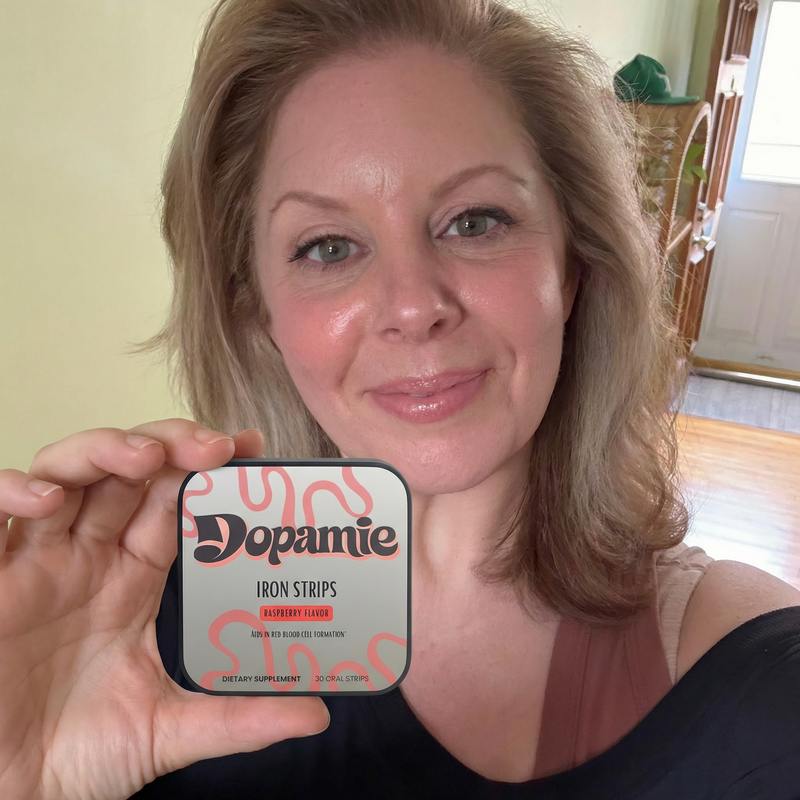 Dopamie
IRON STRIPS
RASPBERRY FLAVOR
AIDS IN RED BLOOD CELL FORMATION*
DIETARY SUPPLEMENT 30 ORAL STRIPS